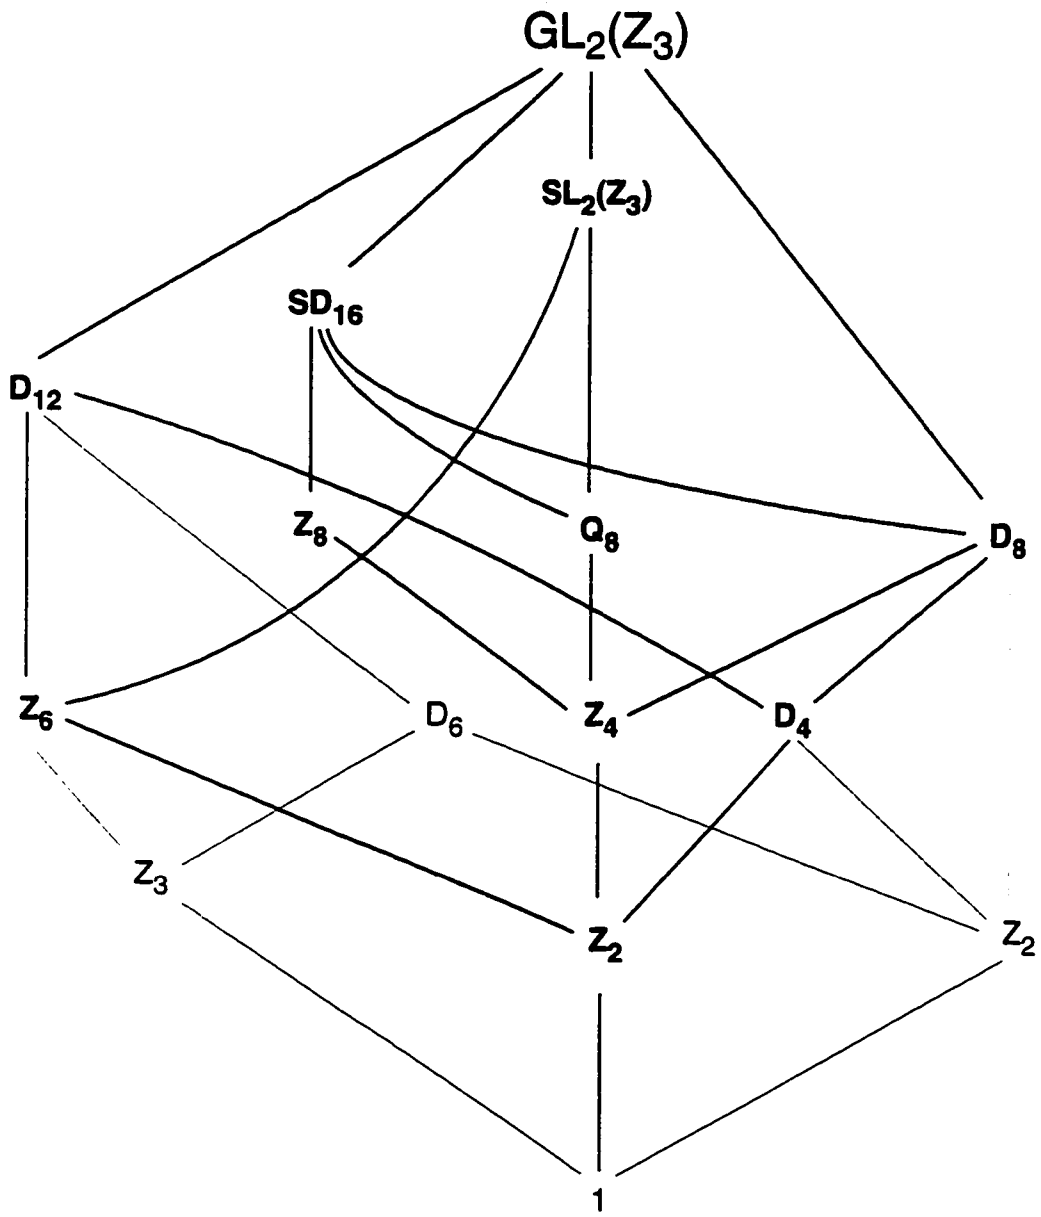 GL₂(Z₃)
SL₂(Z₃)
SD₁₆
D₁₂
Z₈
Q₈
D₈
Z₆
D₆
Z₄
D₄
Z₃
Z₂
Z₂
1